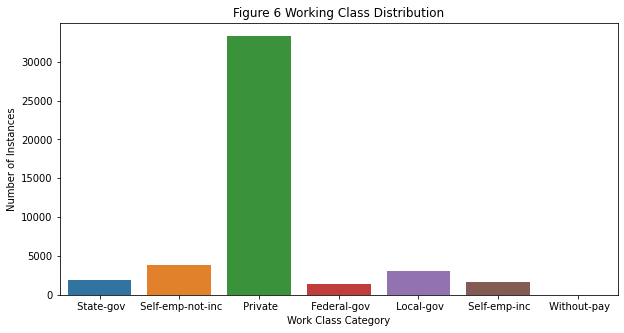 Figure 6 Working Class Distribution
Number of Instances
30000
25000
20000
15000
10000
5000
0
State-gov Self-emp-not-inc Private Federal-gov Local-gov Self-emp-inc Without-pay
Work Class Category